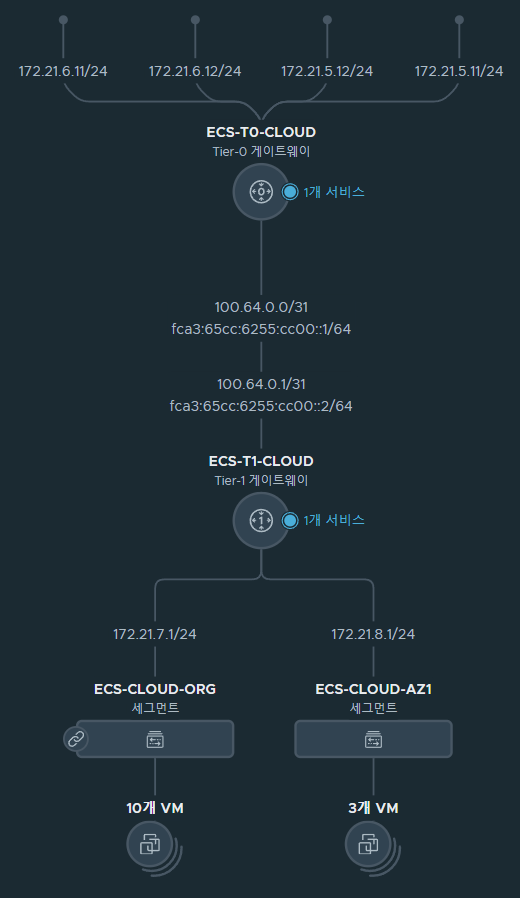 172.21.6.11/24 172.21.6.12/24 172.21.5.12/24 172.21.5.11/24
ECS-T0-CLOUD
Tier-0 게이트웨이
0
1개 서비스
100.64.0.0/31
fca3:65cc:6255:cc00::1/64
100.64.0.1/31
fca3:65cc:6255:cc00::2/64
ECS-T1-CLOUD
Tier-1 게이트웨이
1
1개 서비스
172.21.7.1/24 172.21.8.1/24
ECS-CLOUD-ORG ECS-CLOUD-AZ1
세그먼트 세그먼트
10개 VM 3개 VM